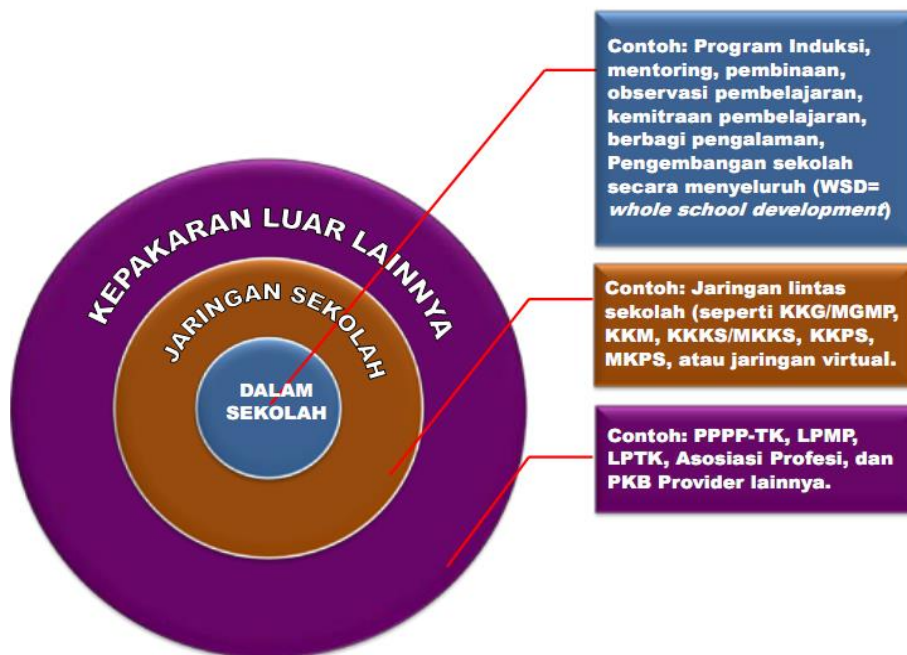 Contoh: Program Induksi,
mentoring, pembinaan,
observasi pembelajaran,
kemitraan pembelajaran,
berbagi pengalaman,
Pengembangan sekolah
secara menyeluruh (WSD=
whole school development)
KEPAKARAN LUAR LAINNYA
JARINGAN SEKOLAH
DALAM
SEKOLAH
Contoh: Jaringan lintas
sekolah (seperti KKG/MGMP,
KKM, KKKS/MKKS, KKPS,
MKPS, atau jaringan virtual.
Contoh: PPPP-TK, LPMP,
LPTK, Asosiasi Profesi, dan
PKB Provider lainnya.